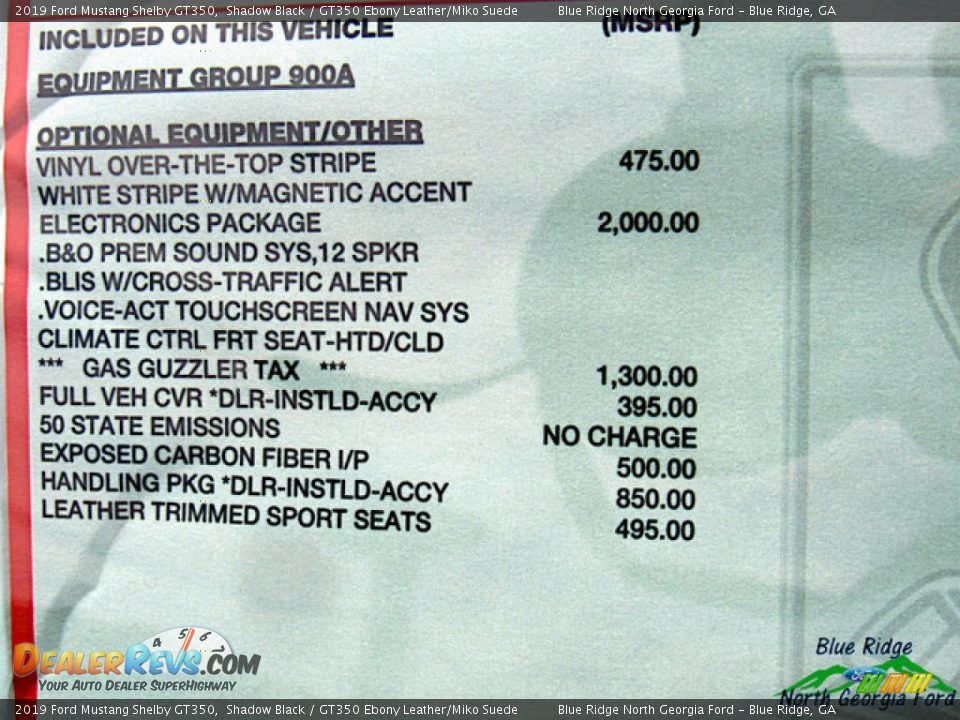 2019 Ford Mustang Shelby GT350, Shadow Black / GT350 Ebony Leather/Miko Suede Blue Ridge North Georgia Ford - Blue Ridge, GA
INCLUDED ON THIS VEHICLE (MSRP)
EQUIPMENT GROUP 900A
OPTIONAL EQUIPMENT/OTHER
VINYL OVER-THE-TOP STRIPE 475.00
WHITE STRIPE W/MAGNETIC ACCENT
ELECTRONICS PACKAGE 2,000.00
.B&O PREM SOUND SYS,12 SPKR
.BLIS W/CROSS-TRAFFIC ALERT
.VOICE-ACT TOUCHSCREEN NAV SYS
CLIMATE CTRL FRT SEAT-HTD/CLD
*** GAS GUZZLER TAX *** 1,300.00
FULL VEH CVR *DLR-INSTLD-ACCY 395.00
50 STATE EMISSIONS NO CHARGE
EXPOSED CARBON FIBER I/P 500.00
HANDLING PKG *DLR-INSTLD-ACCY 850.00
LEATHER TRIMMED SPORT SEATS 495.00
4 5 6 7
DEALERREVS.COM
YOUR AUTO DEALER SUPERHIGHWAY
Blue Ridge
North Georgia Ford
2019 Ford Mustang Shelby GT350, Shadow Black / GT350 Ebony Leather/Miko Suede Blue Ridge North Georgia Ford - Blue Ridge, GA